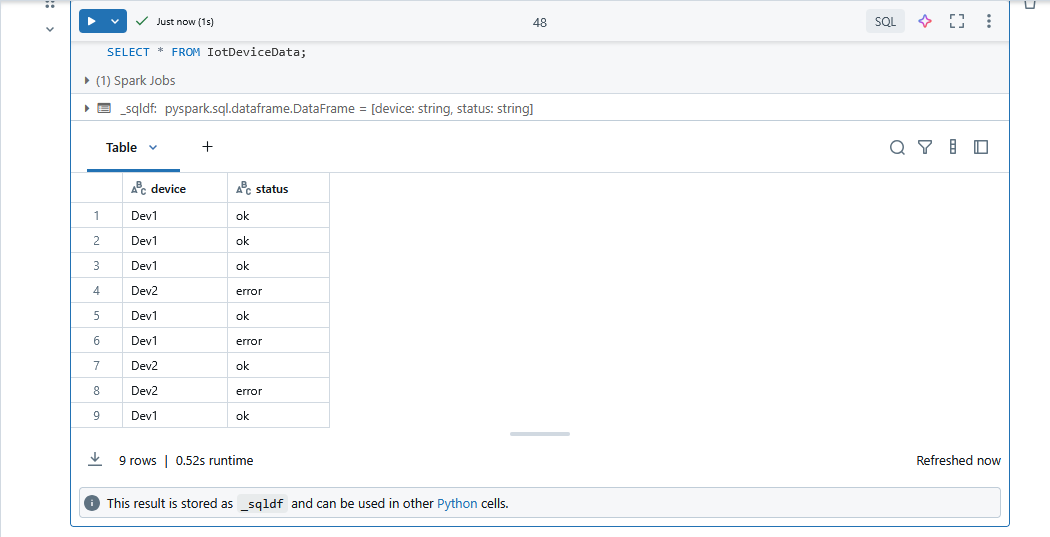 Just now (1s)
48
SQL
SELECT * FROM IotDeviceData;
(1) Spark Jobs
_sqldf: pyspark.sql.dataframe.DataFrame = [device: string, status: string]
Table
+
ABC device ABC status
1 Dev1 ok
2 Dev1 ok
3 Dev1 ok
4 Dev2 error
5 Dev1 ok
6 Dev1 error
7 Dev2 ok
8 Dev2 error
9 Dev1 ok
9 rows | 0.52s runtime
Refreshed now
This result is stored as _sqldf and can be used in other Python cells.